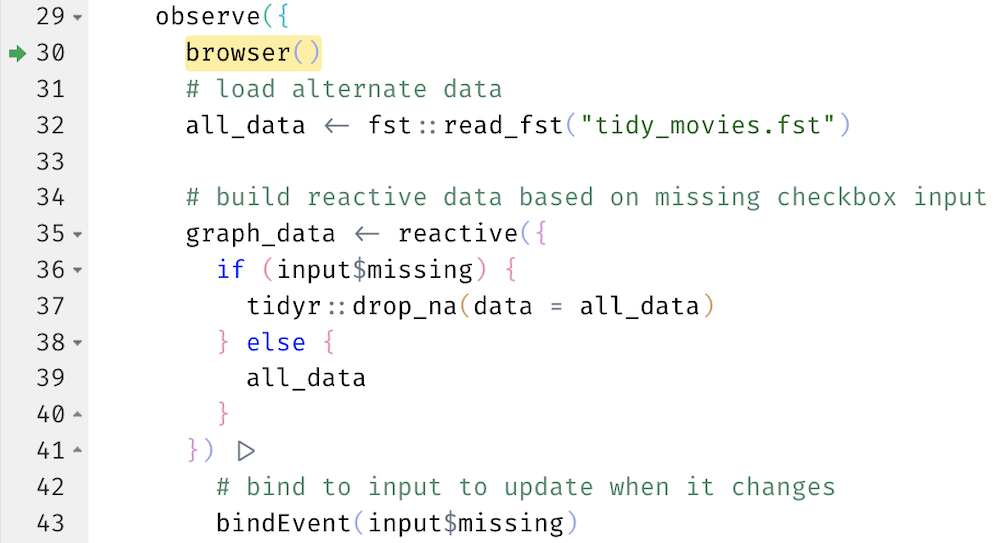 29 observe({
30 browser()
31 # load alternate data
32 all_data <- fst::read_fst("tidy_movies.fst")
33
34 # build reactive data based on missing checkbox input
35 graph_data <- reactive({
36 if (input$missing) {
37 tidyr::drop_na(data = all_data)
38 } else {
39 all_data
40 }
41 }) |>
42 # bind to input to update when it changes
43 bindEvent(input$missing)